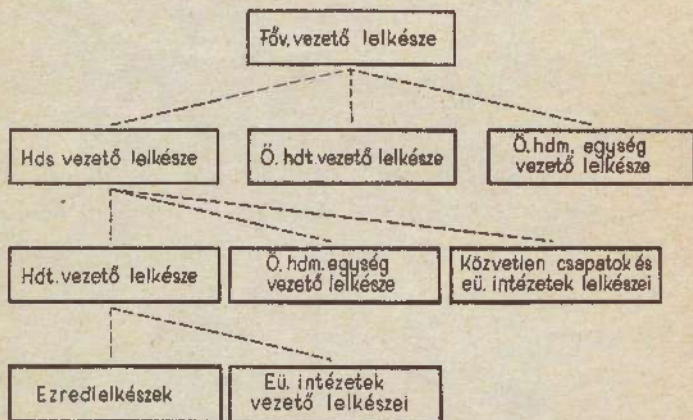 Főv. vezető lelkésze
Hds vezető lelkésze
Ö. hdt. vezető lelkésze
Ö. hdm. egység
vezető lelkésze
Hdt. vezető lelkésze
Ö. hdm. egység
vezető lelkésze
Közvetlen csapatok és
eü. intézetek lelkészei
Ezredlelkészek
Eü. intézetek
vezető lelkészei